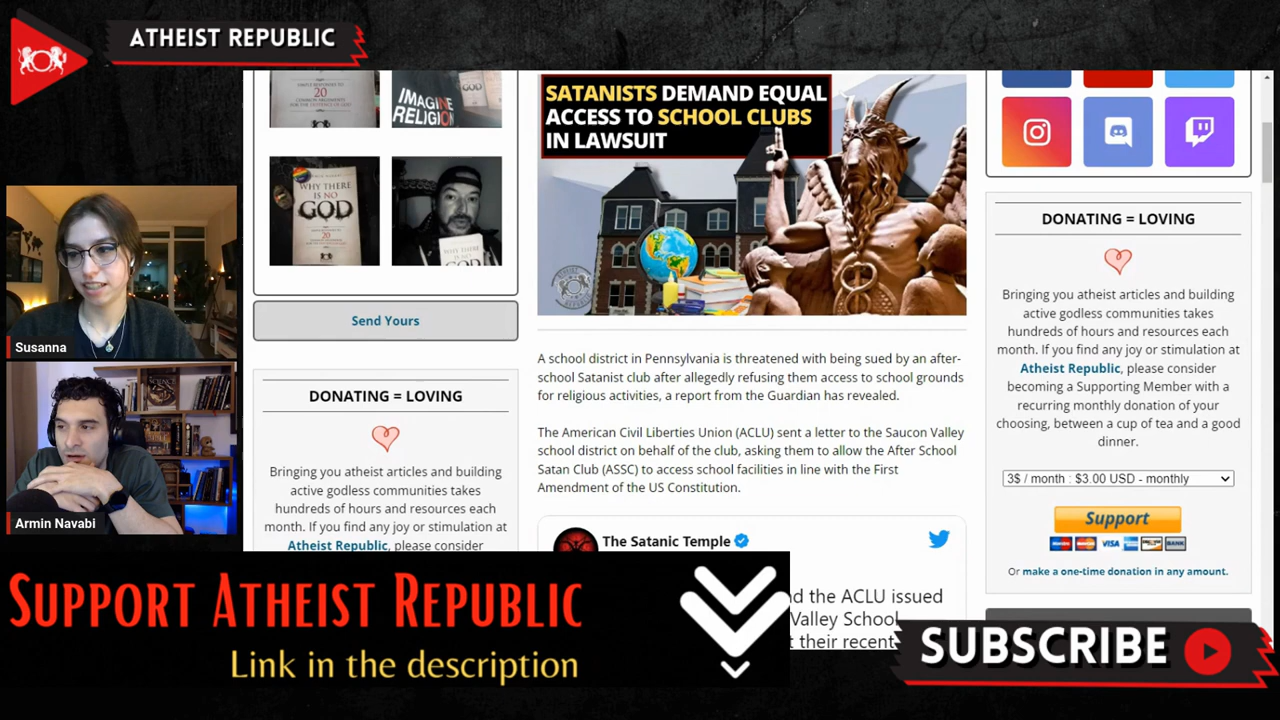 ATHEIST REPUBLIC
20
IMAGINE
RELIGION
WHY THERE
IS NO
GOD
20
Send Yours
DONATING = LOVING
Bringing you atheist articles and building
active godless communities takes
hundreds of hours and resources each
month. If you find any joy or stimulation at
Atheist Republic, please consider
SATANISTS DEMAND EQUAL
ACCESS TO SCHOOL CLUBS
IN LAWSUIT
A school district in Pennsylvania is threatened with being sued by an after-
school Satanist club after allegedly refusing them access to school grounds
for religious activities, a report from the Guardian has revealed.
The American Civil Liberties Union (ACLU) sent a letter to the Saucon Valley
school district on behalf of the club, asking them to allow the After School
Satan Club (ASSC) to access school facilities in line with the First
Amendment of the US Constitution.
The Satanic Temple
nd the ACLU issued
Valley School
t their recent
DONATING = LOVING
Bringing you atheist articles and building
active godless communities takes
hundreds of hours and resources each
month. If you find any joy or stimulation at
Atheist Republic, please consider
becoming a Supporting Member with a
recurring monthly donation of your
choosing, between a cup of tea and a good
dinner.
3$ / month : $3.00 USD - monthly
Support
VISA
BANK
Or make a one-time donation in any amount.
Susanna
SCIENCE
Armin Navabi
SUPPORT ATHEIST REPUBLIC
Link in the description
SUBSCRIBE